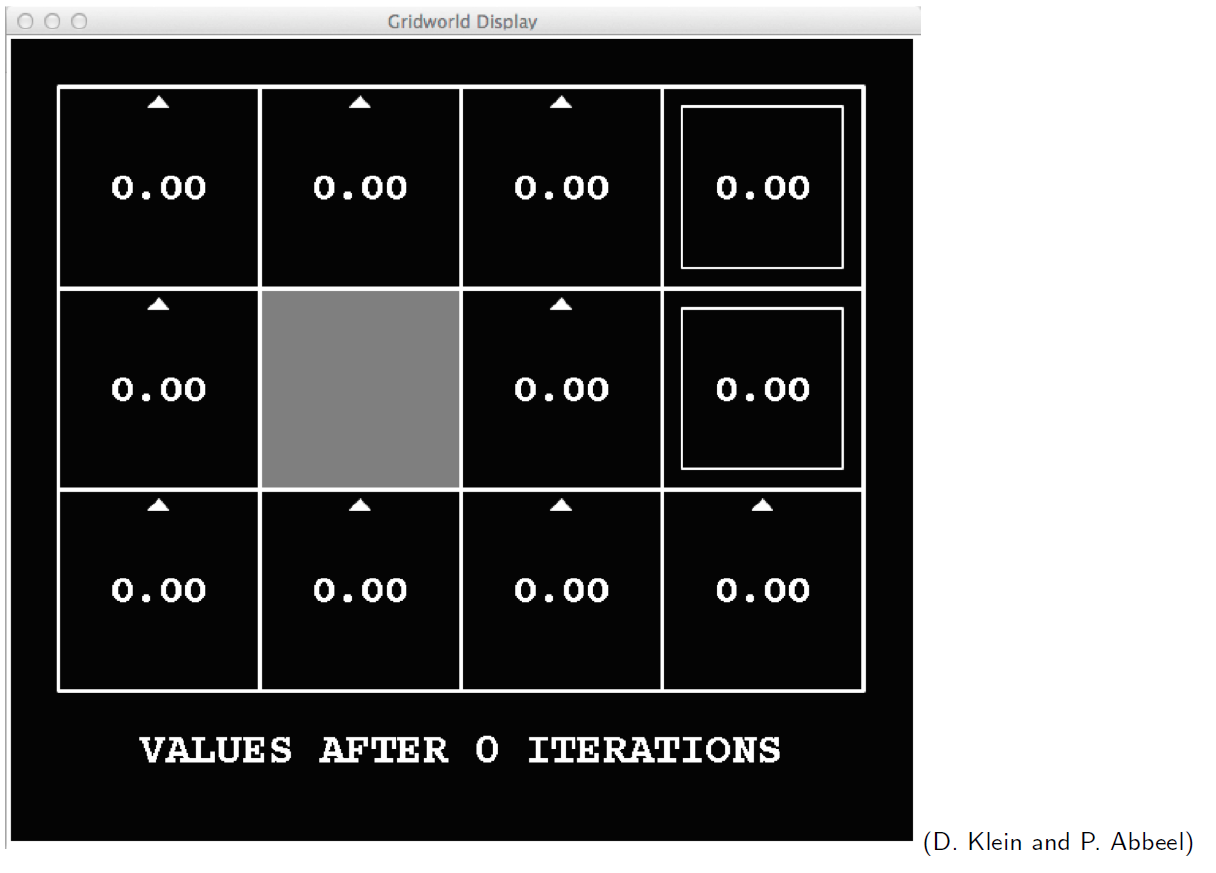 Gridworld Display
0.00 0.00 0.00 0.00
0.00 0.00 0.00
0.00 0.00 0.00 0.00
VALUES AFTER 0 ITERATIONS
(D. Klein and P. Abbeel)